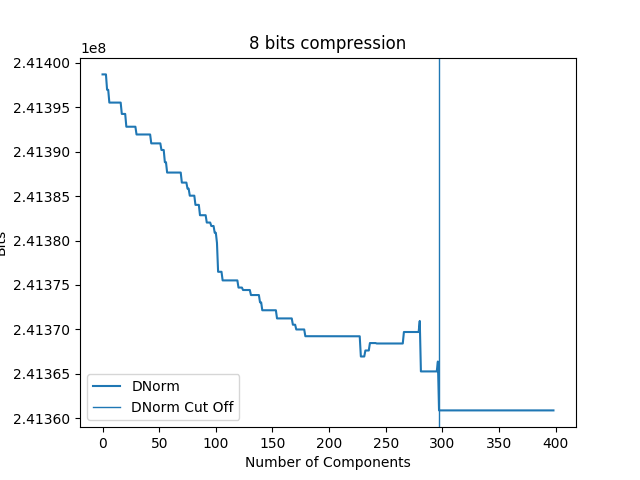 8 bits compression
1e8
2.41400
2.41395
2.41390
2.41385
2.41380
2.41375
2.41370
2.41365
2.41360
Bits
DNorm
DNorm Cut Off
0 50 100 150 200 250 300 350 400
Number of Components